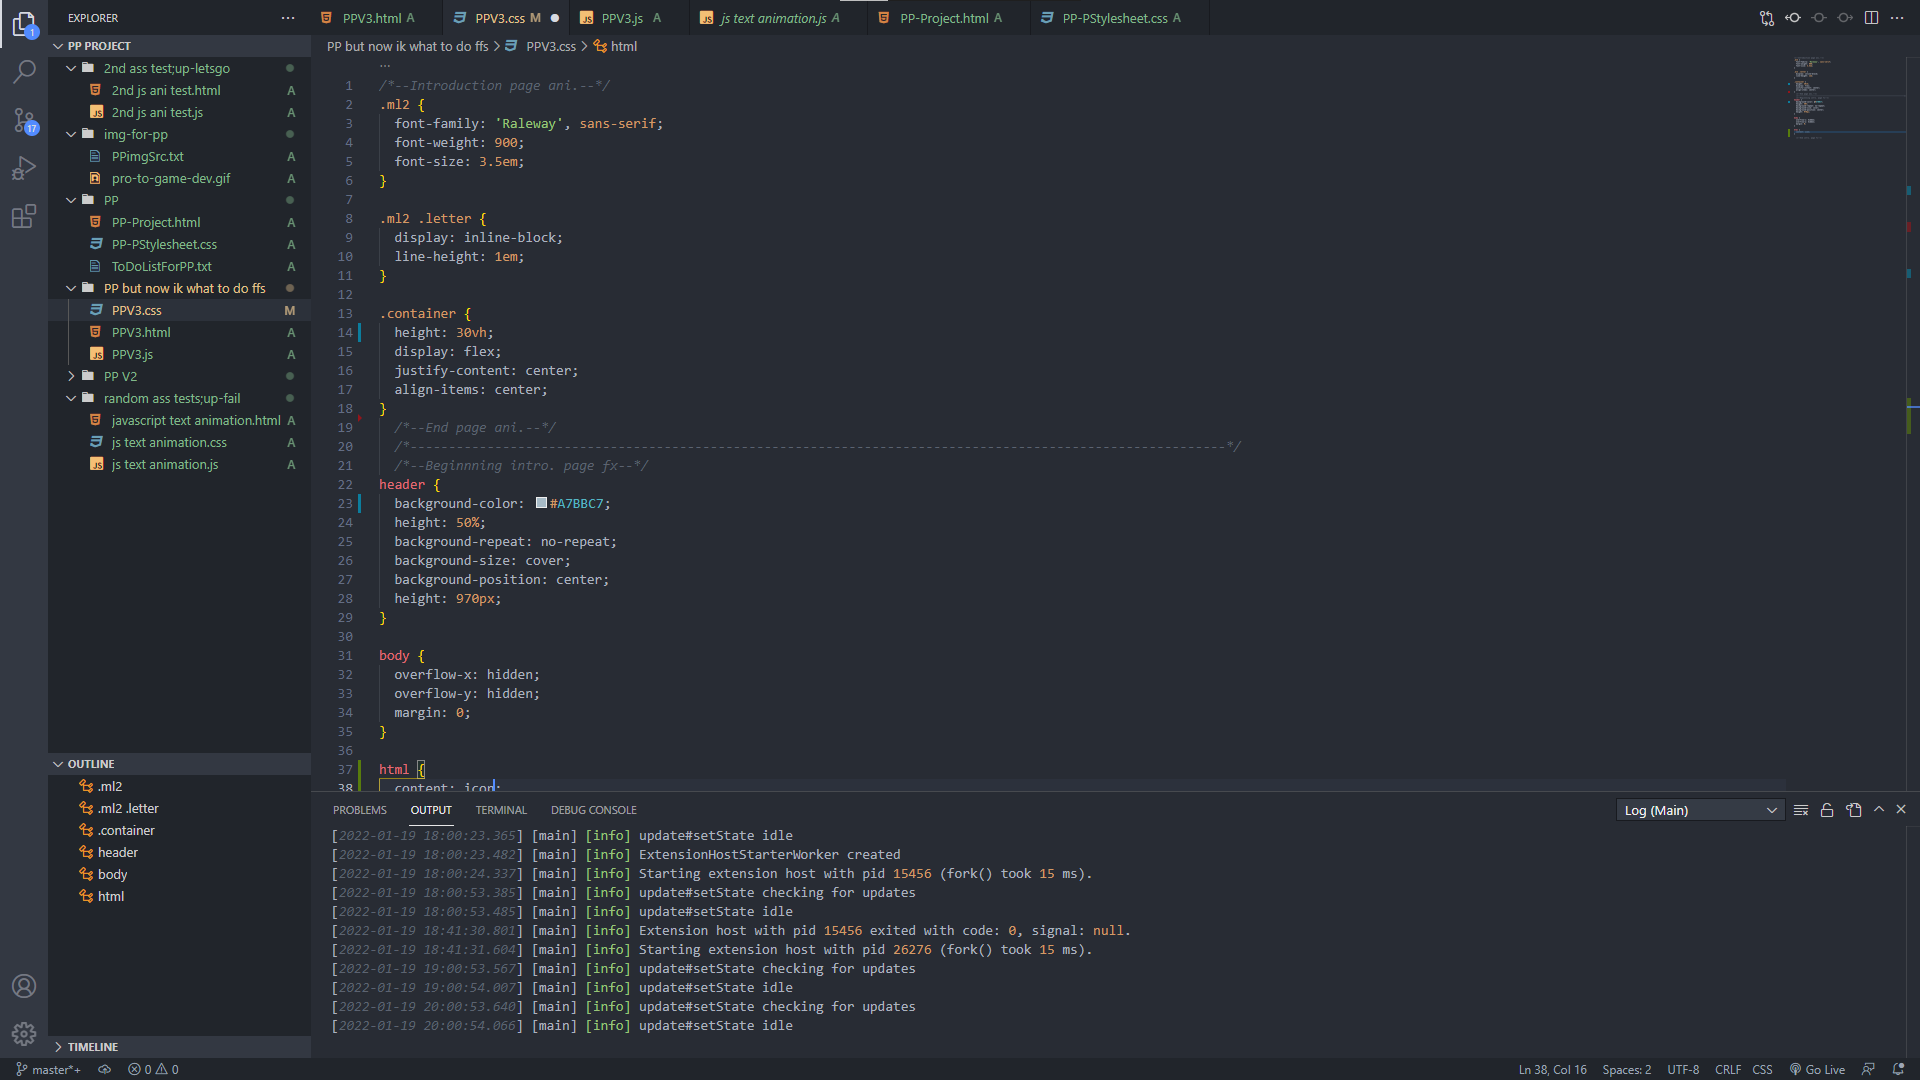 EXPLORER
PPV3.html A
PPV3.css M
PPV3.js A
js text animation.js A
PP-Project.html A
PP-PStylesheet.css A
PP but now ik what to do ffs > PPV3.css > html
1
17
PP PROJECT
2nd ass test;up-letsgo
2nd js ani test.html A
2nd js ani test.js A
img-for-pp
PPimgSrc.txt A
pro-to-game-dev.gif A
PP
PP-Project.html A
PP-PStylesheet.css A
ToDoListForPP.txt A
PP but now ik what to do ffs
PPV3.css M
PPV3.html A
PPV3.js A
PP V2
random ass tests;up-fail
javascript text animation.html A
js text animation.css A
js text animation.js A
OUTLINE
.ml2
.ml2 .letter
.container
header
body
html
TIMELINE
1 /*--Introduction page ani.--*/
2 .ml2 {
3 font-family: 'Raleway', sans-serif;
4 font-weight: 900;
5 font-size: 3.5em;
6 }
7
8 .ml2 .letter {
9 display: inline-block;
10 line-height: 1em;
11 }
12
13 .container {
14 height: 30vh;
15 display: flex;
16 justify-content: center;
17 align-items: center;
18 }
19 /*--End page ani.--*/
20 /*----------------------------------------------------------------------------------------------------------*/
21 /*--Beginnning intro. page fx--*/
22 header {
23 background-color: #A7BBC7;
24 height: 50%;
25 background-repeat: no-repeat;
26 background-size: cover;
27 background-position: center;
28 height: 970px;
29 }
30
31 body {
32 overflow-x: hidden;
33 overflow-y: hidden;
34 margin: 0;
35 }
36
37 html {
38 content: icon;
PROBLEMS OUTPUT TERMINAL DEBUG CONSOLE
Log (Main)
[2022-01-19 18:00:23.365] [main] [info] update#setState idle
[2022-01-19 18:00:23.482] [main] [info] ExtensionHostStarterWorker created
[2022-01-19 18:00:24.337] [main] [info] Starting extension host with pid 15456 (fork() took 15 ms).
[2022-01-19 18:00:53.385] [main] [info] update#setState checking for updates
[2022-01-19 18:00:53.485] [main] [info] update#setState idle
[2022-01-19 18:41:30.801] [main] [info] Extension host with pid 15456 exited with code: 0, signal: null.
[2022-01-19 18:41:31.604] [main] [info] Starting extension host with pid 26276 (fork() took 15 ms).
[2022-01-19 19:00:53.567] [main] [info] update#setState checking for updates
[2022-01-19 19:00:54.007] [main] [info] update#setState idle
[2022-01-19 20:00:53.640] [main] [info] update#setState checking for updates
[2022-01-19 20:00:54.066] [main] [info] update#setState idle
master*+ 0 0
Ln 38, Col 16 Spaces: 2 UTF-8 CRLF CSS Go Live